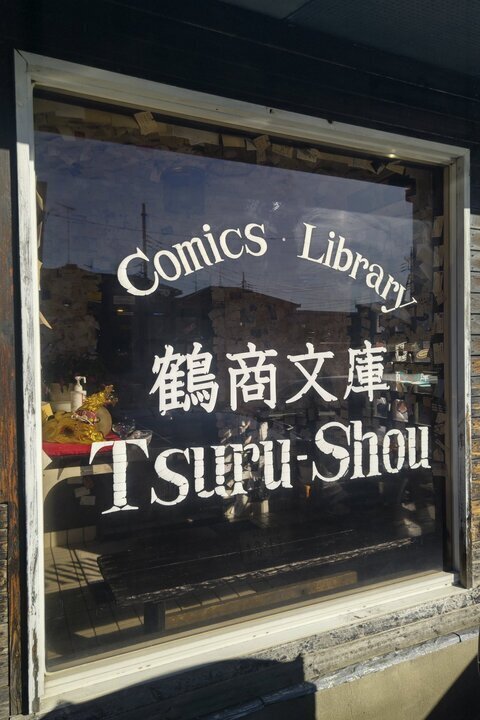 Comics · Library
鶴商文庫
Tsuru-Shou